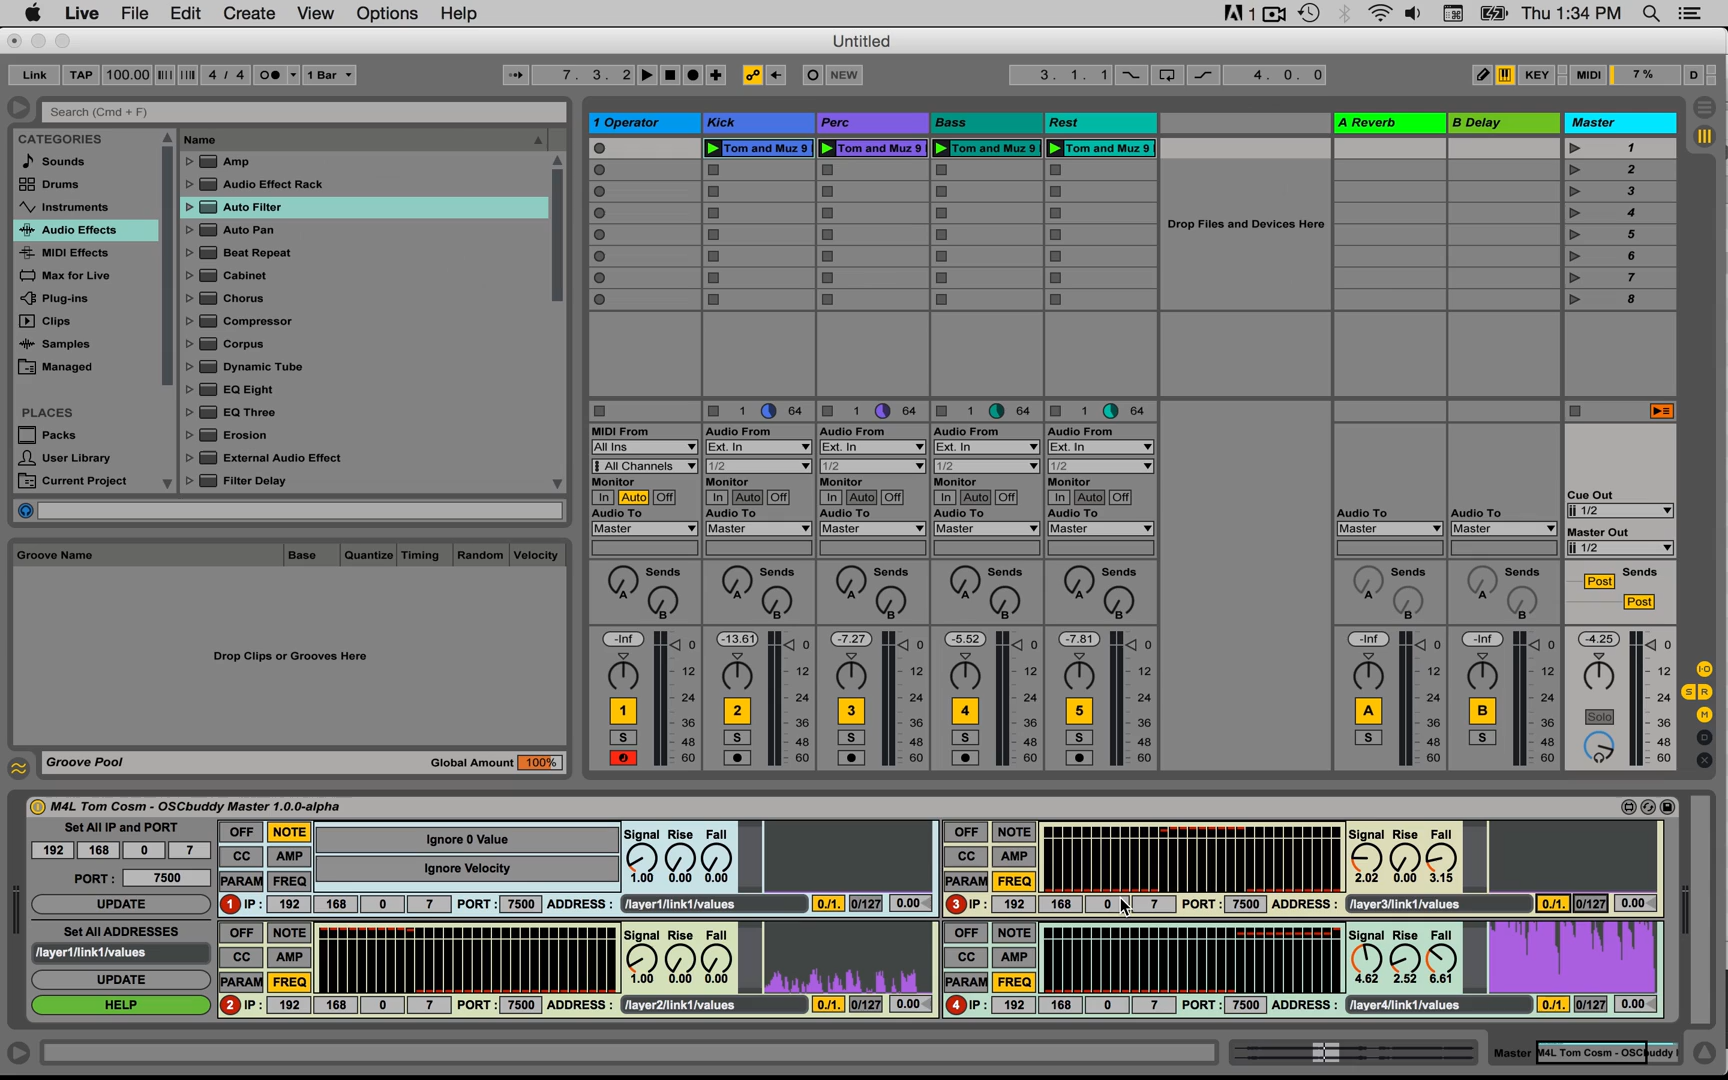 Live File Edit Create View Options Help
1 Thu 1:34 PM
Untitled
Link TAP 100.00 4 / 4 1 Bar 7. 3. 2 NEW 3. 1. 1 4. 0. 0 KEY MIDI 7 % D
Search (Cmd + F)
CATEGORIES
Sounds
Drums
Instruments
Audio Effects
MIDI Effects
Max for Live
Plug-ins
Clips
Samples
Managed
PLACES
Packs
User Library
Current Project
Name
Amp
Audio Effect Rack
Auto Filter
Auto Pan
Beat Repeat
Cabinet
Chorus
Compressor
Corpus
Dynamic Tube
EQ Eight
EQ Three
Erosion
External Audio Effect
Filter Delay
Groove Name Base Quantize Timing Random Velocity
Drop Clips or Grooves Here
Groove Pool Global Amount 100%
1 Operator Kick Perc Bass Rest A Reverb B Delay Master
Tom and Muz 9 Tom and Muz 9 Tom and Muz 9 Tom and Muz 9 1
2
3
4
Drop Files and Devices Here
5
6
7
8
1 64 1 64 1 64 1 64
MIDI From Audio From Audio From Audio From Audio From
All Ins Ext. In Ext. In Ext. In Ext. In
All Channels 1/2 1/2 1/2 1/2
Monitor Monitor Monitor Monitor Monitor
In Auto Off In Auto Off In Auto Off In Auto Off In Auto Off
Cue Out
1/2
Audio To Audio To Audio To Audio To Audio To Audio To Audio To
Master Master Master Master Master Master Master
Master Out
1/2
Sends Sends Sends Sends Sends Sends Sends Sends
A A A A A A A Post
B B B B B B B Post
-Inf -13.61 -7.27 -5.52 -7.81 -Inf -Inf -4.25
0 0 0 0 0 0 0 0
12 12 12 12 12 12 12 12
24 24 24 24 24 24 24 24
1 2 3 4 5 A B Solo
36 36 36 36 36 36 36 36
S S S S S S S
48 48 48 48 48 48 48 48
60 60 60 60 60 60 60 60
I·O
S R
M
D
X
M4L Tom Cosm - OSCbuddy Master 1.0.0-alpha
Set All IP and PORT
192 168 0 7
PORT : 7500
UPDATE
Set All ADDRESSES
/layer1/link1/values
UPDATE
HELP
OFF NOTE
CC AMP
PARAM FREQ
Ignore 0 Value
Ignore Velocity
Signal Rise Fall
1.00 0.00 0.00
1 IP : 192 168 0 7 PORT : 7500 ADDRESS : /layer1/link1/values 0./1. 0/127 0.00
OFF NOTE
CC AMP
PARAM FREQ
Signal Rise Fall
1.00 0.00 0.00
2 IP : 192 168 0 7 PORT : 7500 ADDRESS : /layer2/link1/values 0./1. 0/127 0.00
OFF NOTE
CC AMP
PARAM FREQ
Signal Rise Fall
2.02 0.00 3.15
3 IP : 192 168 0 7 PORT : 7500 ADDRESS : /layer3/link1/values 0./1. 0/127 0.00
OFF NOTE
CC AMP
PARAM FREQ
Signal Rise Fall
4.62 2.52 6.61
4 IP : 192 168 0 7 PORT : 7500 ADDRESS : /layer4/link1/values 0./1. 0/127 0.00
Master M4L Tom Cosm - OSCbuddy